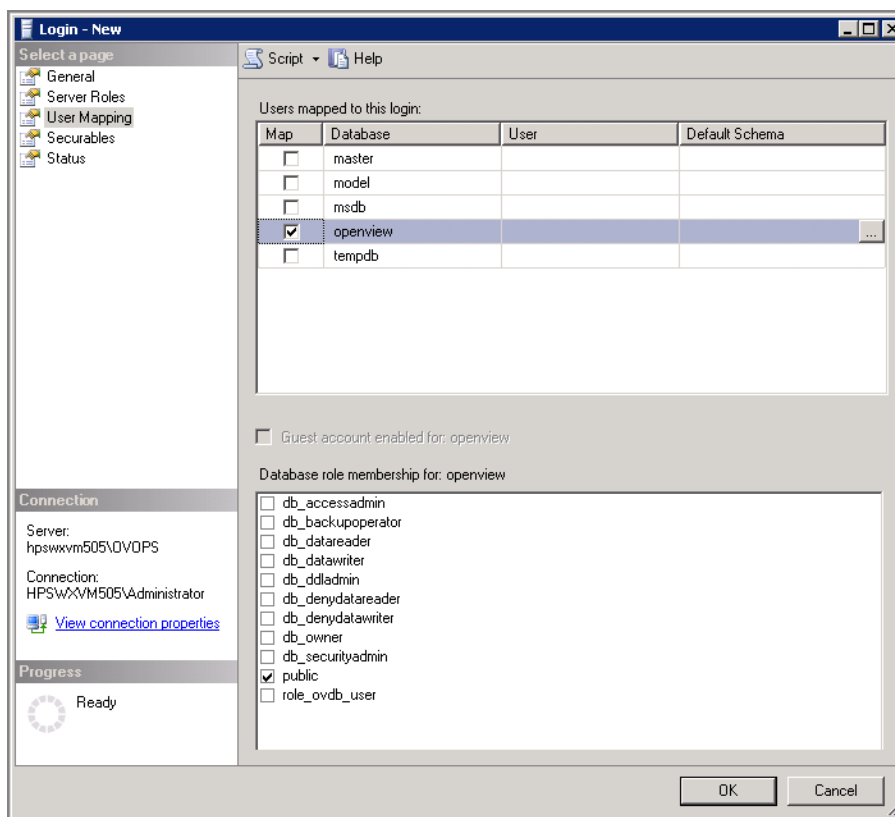 Login - New
Select a page
General
Server Roles
User Mapping
Securables
Status
Connection
Server:
hpswxvm505\OVOPS
Connection:
HPSWXVM505\Administrator
View connection properties
Progress
Ready
Script Help
Users mapped to this login:
Map Database User Default Schema
master
model
msdb
openview ...
tempdb
Guest account enabled for: openview
Database role membership for: openview
db_accessadmin
db_backupoperator
db_datareader
db_datawriter
db_ddladmin
db_denydatareader
db_denydatawriter
db_owner
db_securityadmin
public
role_ovdb_user
OK Cancel